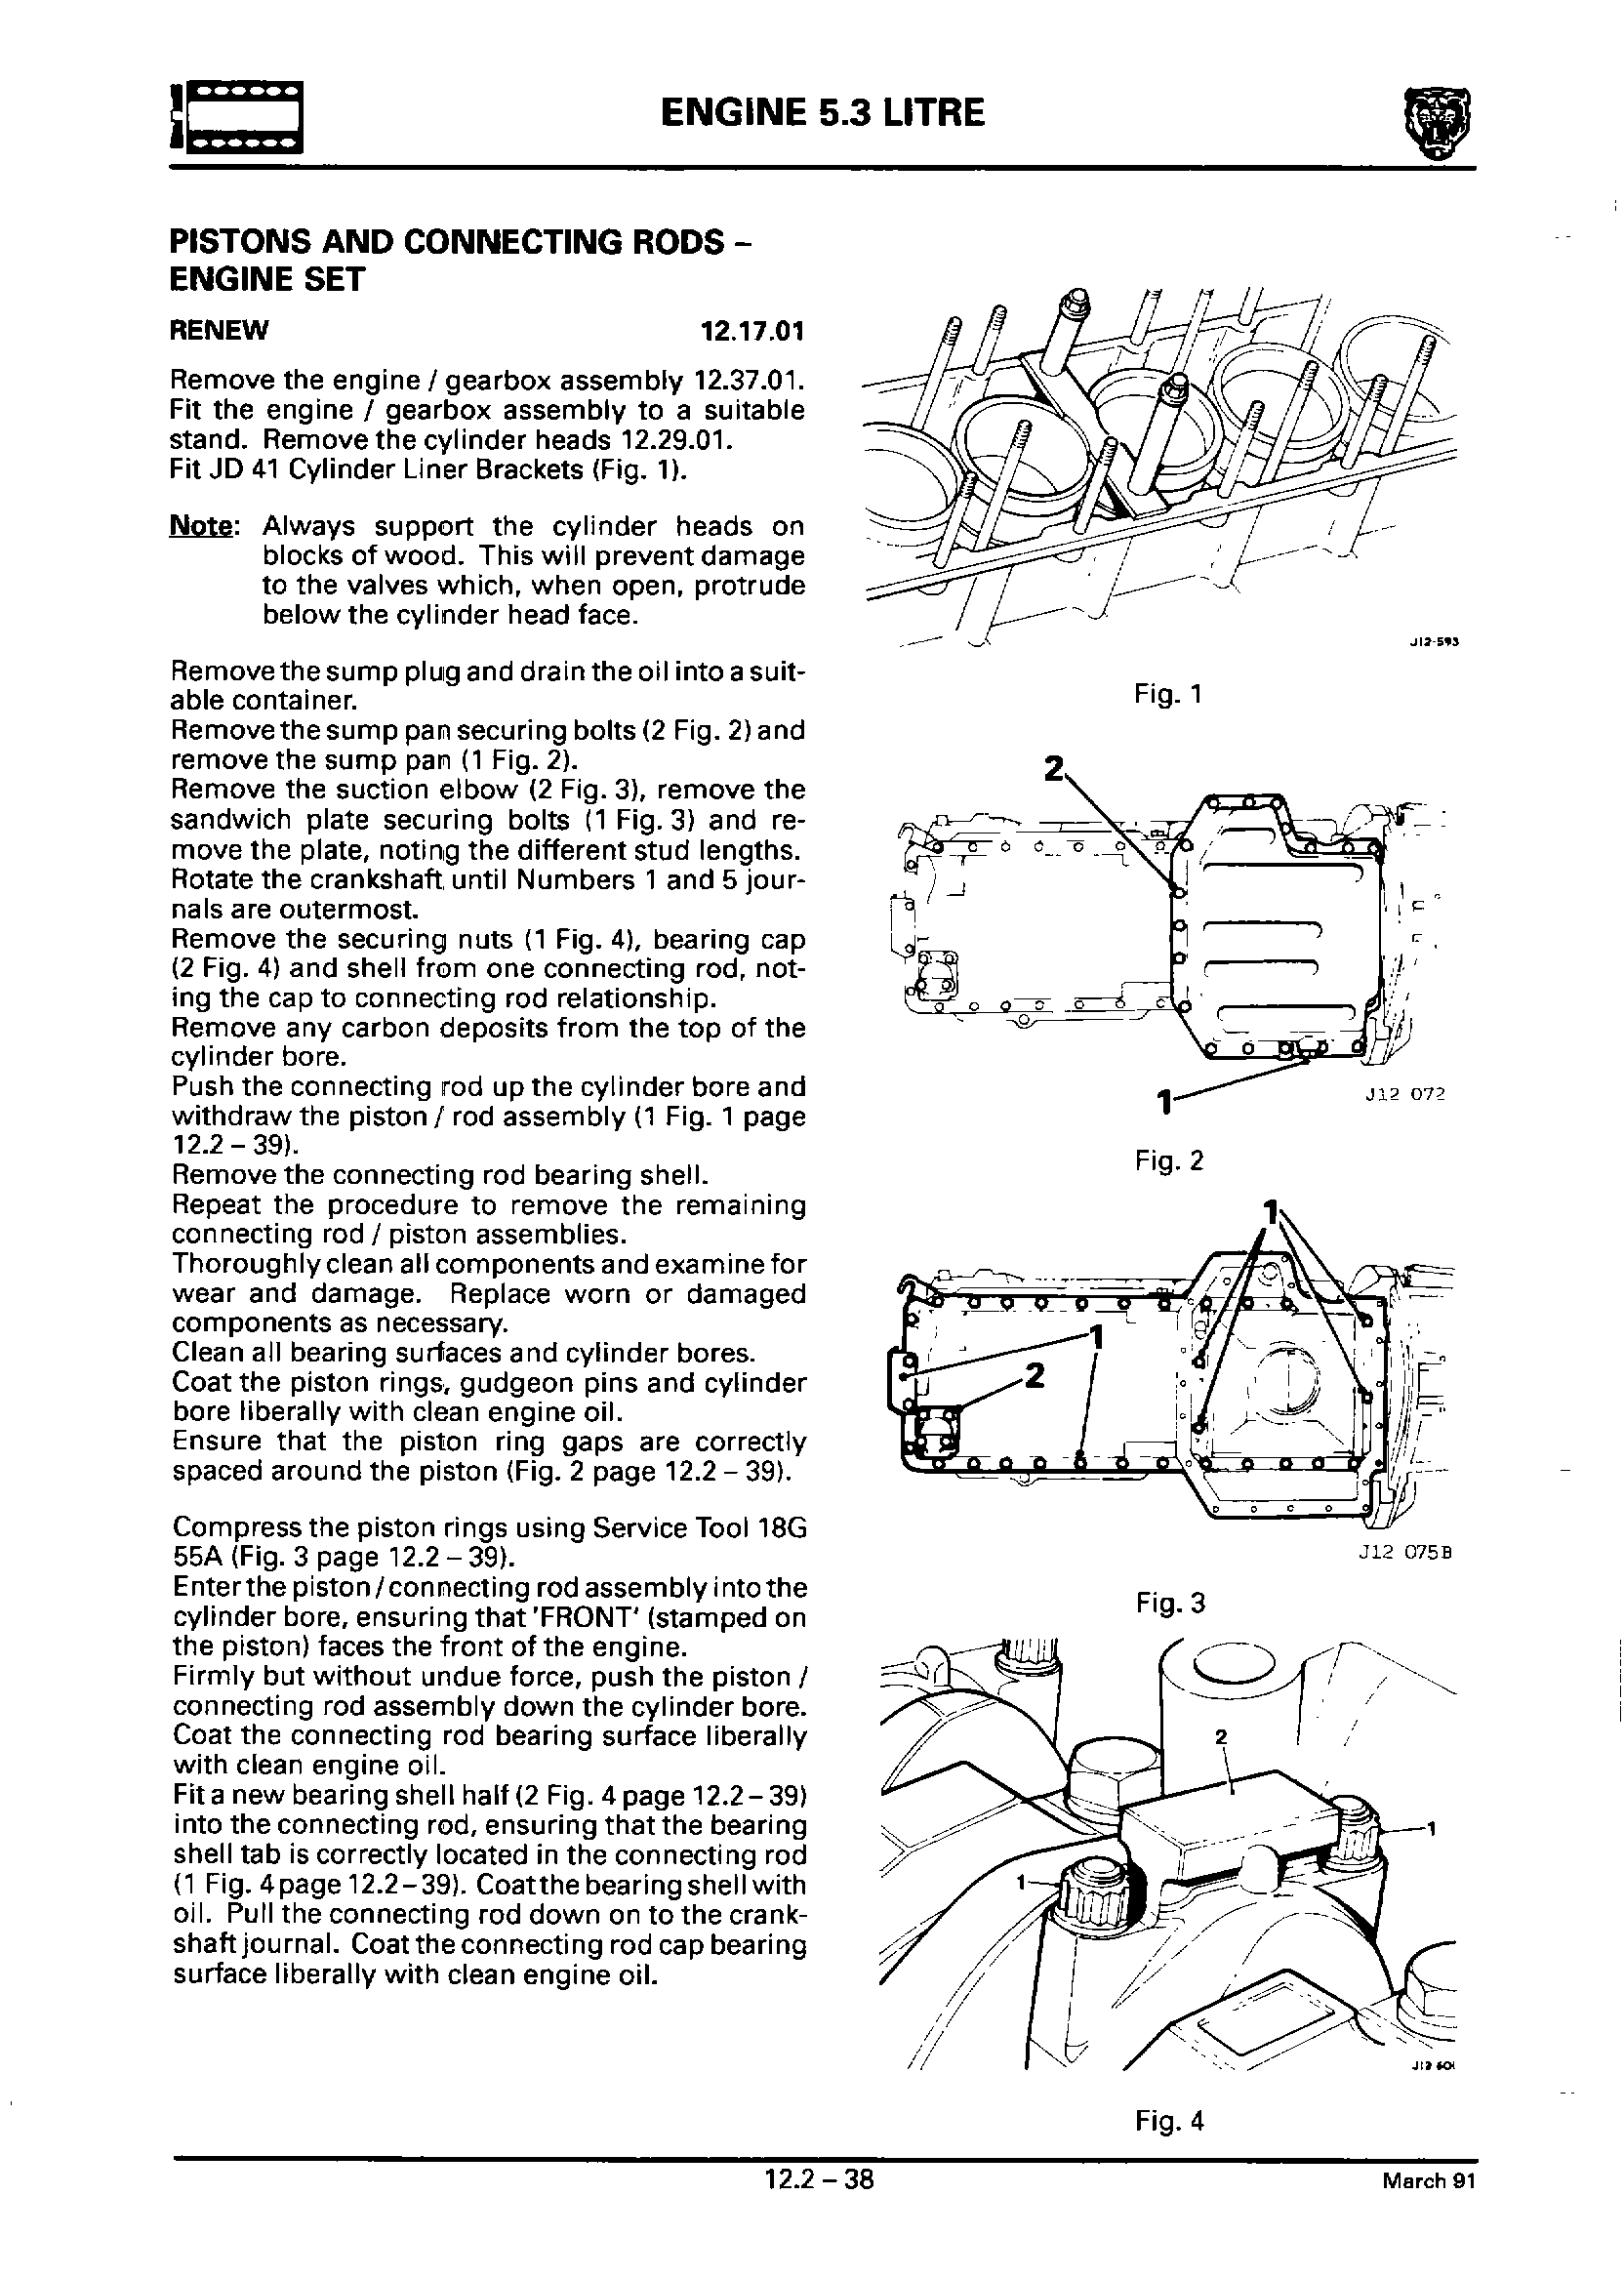 ENGINE 5.3 LITRE
PISTONS AND CONNECTING RODS –
ENGINE SET
RENEW 12.17.01
Remove the engine / gearbox assembly 12.37.01.
Fit the engine / gearbox assembly to a suitable
stand. Remove the cylinder heads 12.29.01.
Fit JD 41 Cylinder Liner Brackets (Fig. 1).
Note: Always support the cylinder heads on
blocks of wood. This will prevent damage
to the valves which, when open, protrude
below the cylinder head face.
Remove the sump plug and drain the oil into a suit-
able container.
Remove the sump pan securing bolts (2 Fig. 2) and
remove the sump pan (1 Fig. 2).
Remove the suction elbow (2 Fig. 3), remove the
sandwich plate securing bolts (1 Fig. 3) and re-
move the plate, noting the different stud lengths.
Rotate the crankshaft until Numbers 1 and 5 jour-
nals are outermost.
Remove the securing nuts (1 Fig. 4), bearing cap
(2 Fig. 4) and shell from one connecting rod, not-
ing the cap to connecting rod relationship.
Remove any carbon deposits from the top of the
cylinder bore.
Push the connecting rod up the cylinder bore and
withdraw the piston / rod assembly (1 Fig. 1 page
12.2 – 39).
Remove the connecting rod bearing shell.
Repeat the procedure to remove the remaining
connecting rod / piston assemblies.
Thoroughly clean all components and examine for
wear and damage. Replace worn or damaged
components as necessary.
Clean all bearing surfaces and cylinder bores.
Coat the piston rings, gudgeon pins and cylinder
bore liberally with clean engine oil.
Ensure that the piston ring gaps are correctly
spaced around the piston (Fig. 2 page 12.2 – 39).
Compress the piston rings using Service Tool 18G
55A (Fig. 3 page 12.2 – 39).
Enter the piston / connecting rod assembly into the
cylinder bore, ensuring that 'FRONT' (stamped on
the piston) faces the front of the engine.
Firmly but without undue force, push the piston /
connecting rod assembly down the cylinder bore.
Coat the connecting rod bearing surface liberally
with clean engine oil.
Fit a new bearing shell half (2 Fig. 4 page 12.2 – 39)
into the connecting rod, ensuring that the bearing
shell tab is correctly located in the connecting rod
(1 Fig. 4 page 12.2 – 39). Coat the bearing shell with
oil. Pull the connecting rod down on to the crank-
shaft journal. Coat the connecting rod cap bearing
surface liberally with clean engine oil.
J12-593
Fig. 1
2
1
J12 072
Fig. 2
1
1
2
J12 075B
Fig. 3
2
1
1
J12 601
Fig. 4
12.2 – 38
March 91